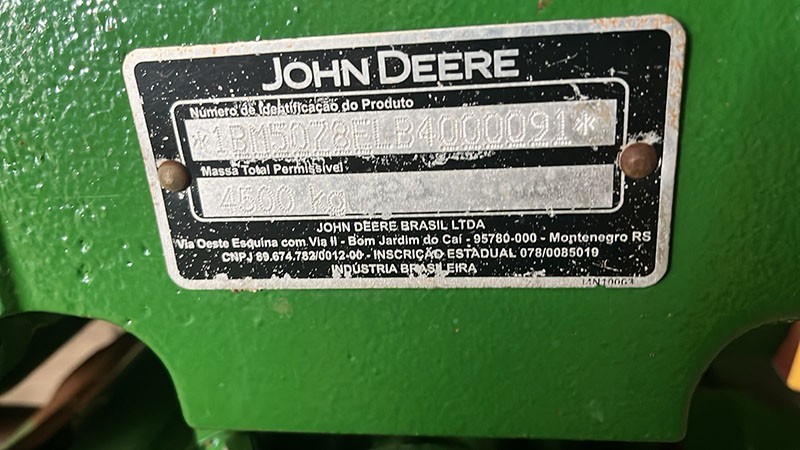 JOHN DEERE
Número de Identificação do Produto
*1BM5078ELB4000091*
Massa Total Permissível
4500 kg
JOHN DEERE BRASIL LTDA
Via Oeste Esquina com Via II - Bom Jardim do Caí - 95780-000 - Montenegro RS
CNPJ 89.674.782/0012-00 - INSCRIÇÃO ESTADUAL 078/0085019
INDÚSTRIA BRASILEIRA